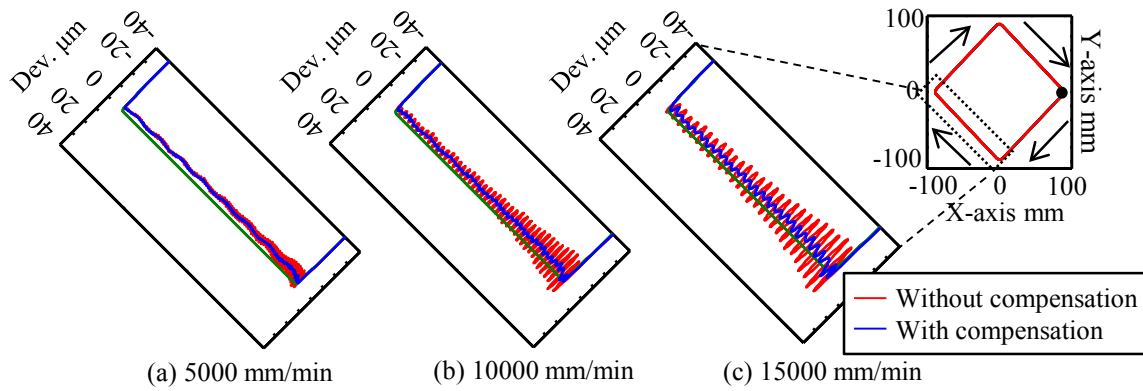 Dev. μm
-40
-20
0
20
40
(a) 5000 mm/min
Dev. μm
-40
-20
0
20
40
(b) 10000 mm/min
Dev. μm
-40
-20
0
20
40
(c) 15000 mm/min
100
0
-100
-100 0 100
X-axis mm
Y-axis mm
Without compensation
With compensation